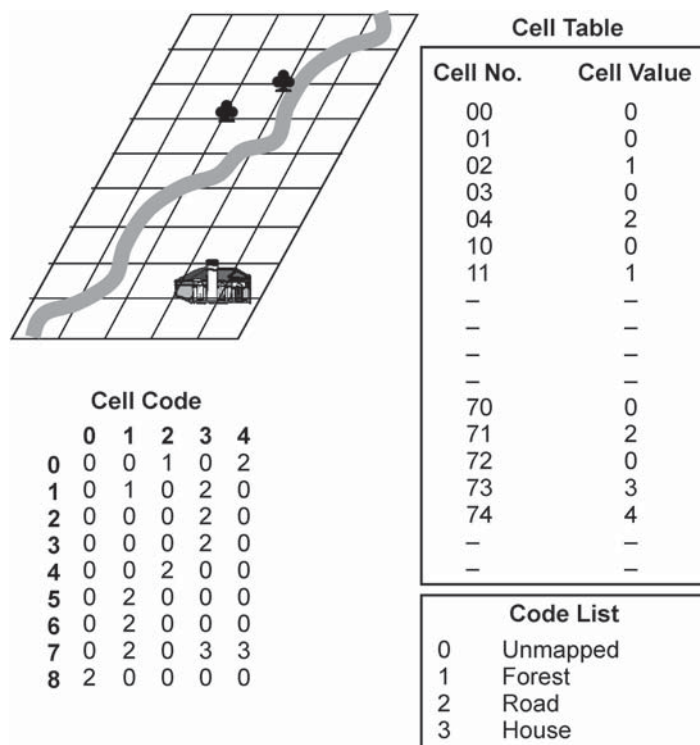 Cell Table
Cell No. Cell Value
00 0
01 0
02 1
03 0
04 2
10 0
11 1
– –
– –
– –
– –
70 0
71 2
72 0
73 3
74 4
– –
– –
Cell Code
0 1 2 3 4
0 0 0 1 0 2
1 0 1 0 2 0
2 0 0 0 2 0
3 0 0 0 2 0
4 0 0 2 0 0
5 0 2 0 0 0
6 0 2 0 0 0
7 0 2 0 3 3
8 2 0 0 0 0
Code List
0 Unmapped
1 Forest
2 Road
3 House